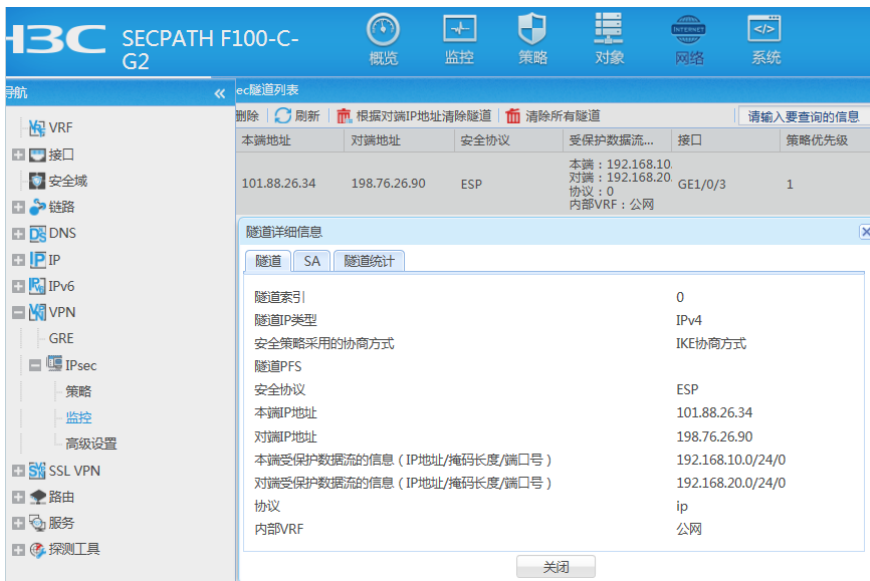 H3C SECPATH F100-C-G2
概览 监控 策略 对象 网络 系统
INTERNET
导航 «
VRF
接口
安全域
链路
DNS
IP
IPv6
VPN
GRE
IPsec
策略
监控
高级设置
SSL VPN
路由
服务
探测工具
ec隧道列表
删除 刷新 根据对端IP地址清除隧道 清除所有隧道 请输入要查询的信息
本端地址 对端地址 安全协议 受保护数据流... 接口 策略优先级
101.88.26.34 198.76.26.90 ESP
本端：192.168.10.
对端：192.168.20.
协议：0
内部VRF：公网
GE1/0/3 1
隧道详细信息
隧道 SA 隧道统计
隧道索引 0
隧道IP类型 IPv4
安全策略采用的协商方式 IKE协商方式
隧道PFS
安全协议 ESP
本端IP地址 101.88.26.34
对端IP地址 198.76.26.90
本端受保护数据流的信息（IP地址/掩码长度/端口号） 192.168.10.0/24/0
对端受保护数据流的信息（IP地址/掩码长度/端口号） 192.168.20.0/24/0
协议 ip
内部VRF 公网
关闭